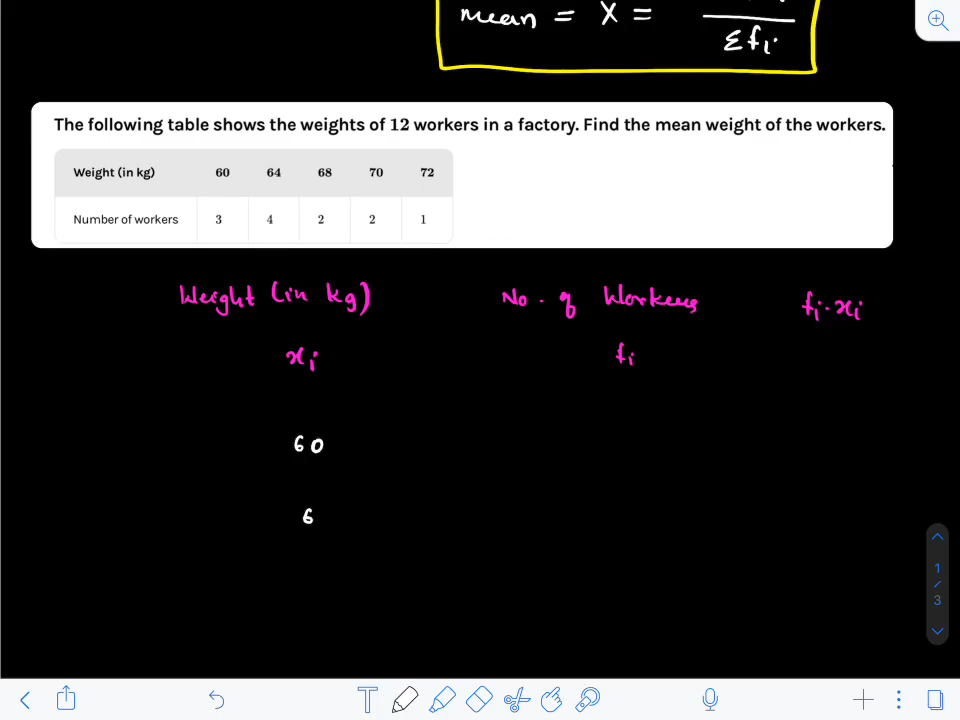 mean = X =
Σfi
The following table shows the weights of 12 workers in a factory. Find the mean weight of the workers.
Weight (in kg) 60 64 68 70 72
Number of workers 3 4 2 2 1
Weight (in kg) No. of Workers fi.xi
xi fi
60
6
1
/
3
T